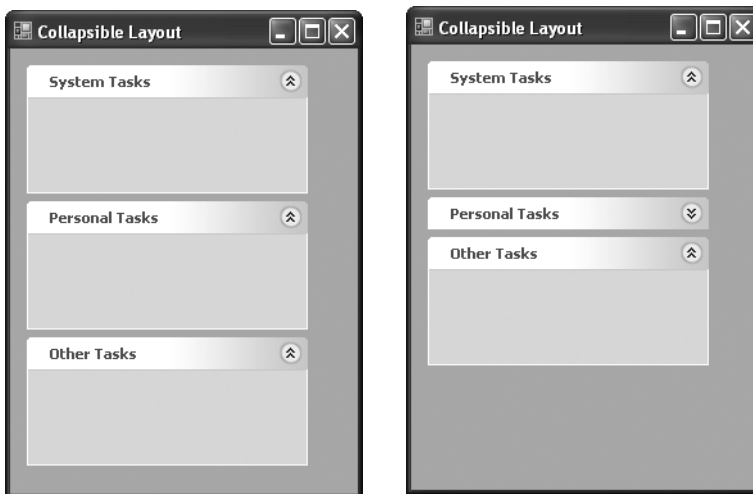 Collapsible Layout
System Tasks
Personal Tasks
Other Tasks
Collapsible Layout
System Tasks
Personal Tasks
Other Tasks